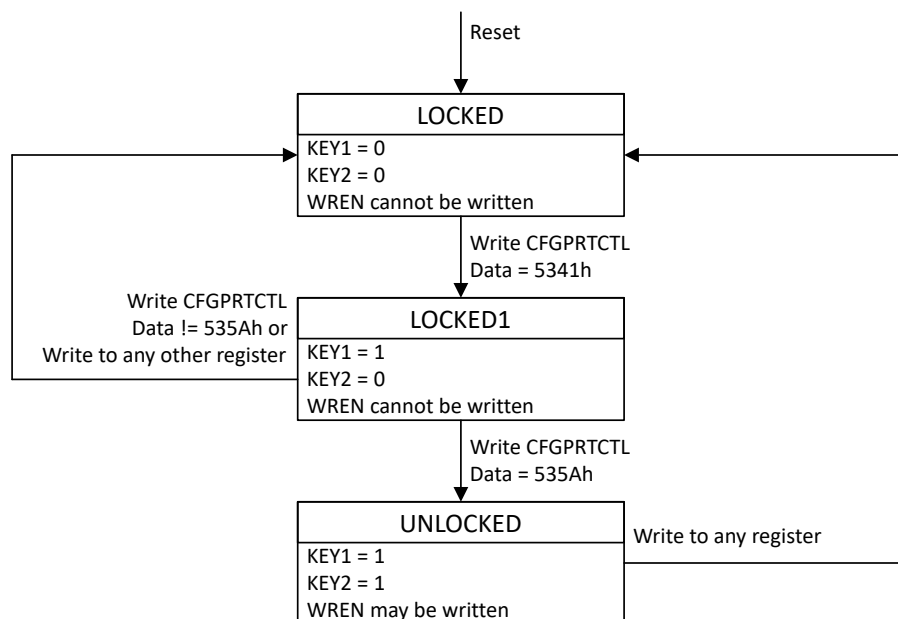 Reset
LOCKED
KEY1 = 0
KEY2 = 0
WREN cannot be written
Write CFGPRTCTL
Data = 5341h
Write CFGPRTCTL
Data != 535Ah or
Write to any other register
LOCKED1
KEY1 = 1
KEY2 = 0
WREN cannot be written
Write CFGPRTCTL
Data = 535Ah
UNLOCKED
KEY1 = 1
KEY2 = 1
WREN may be written
Write to any register